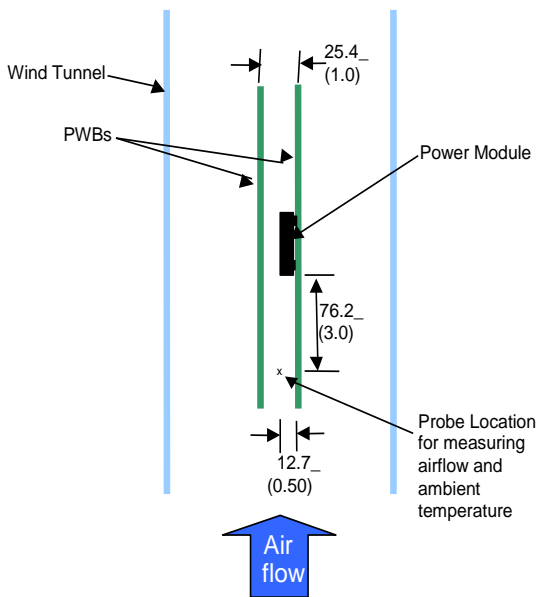 25.4_
(1.0)
Wind Tunnel
PWBs
Power Module
76.2_
(3.0)
x
Probe Location
for measuring
airflow and
ambient
temperature
12.7_
(0.50)
Air
flow